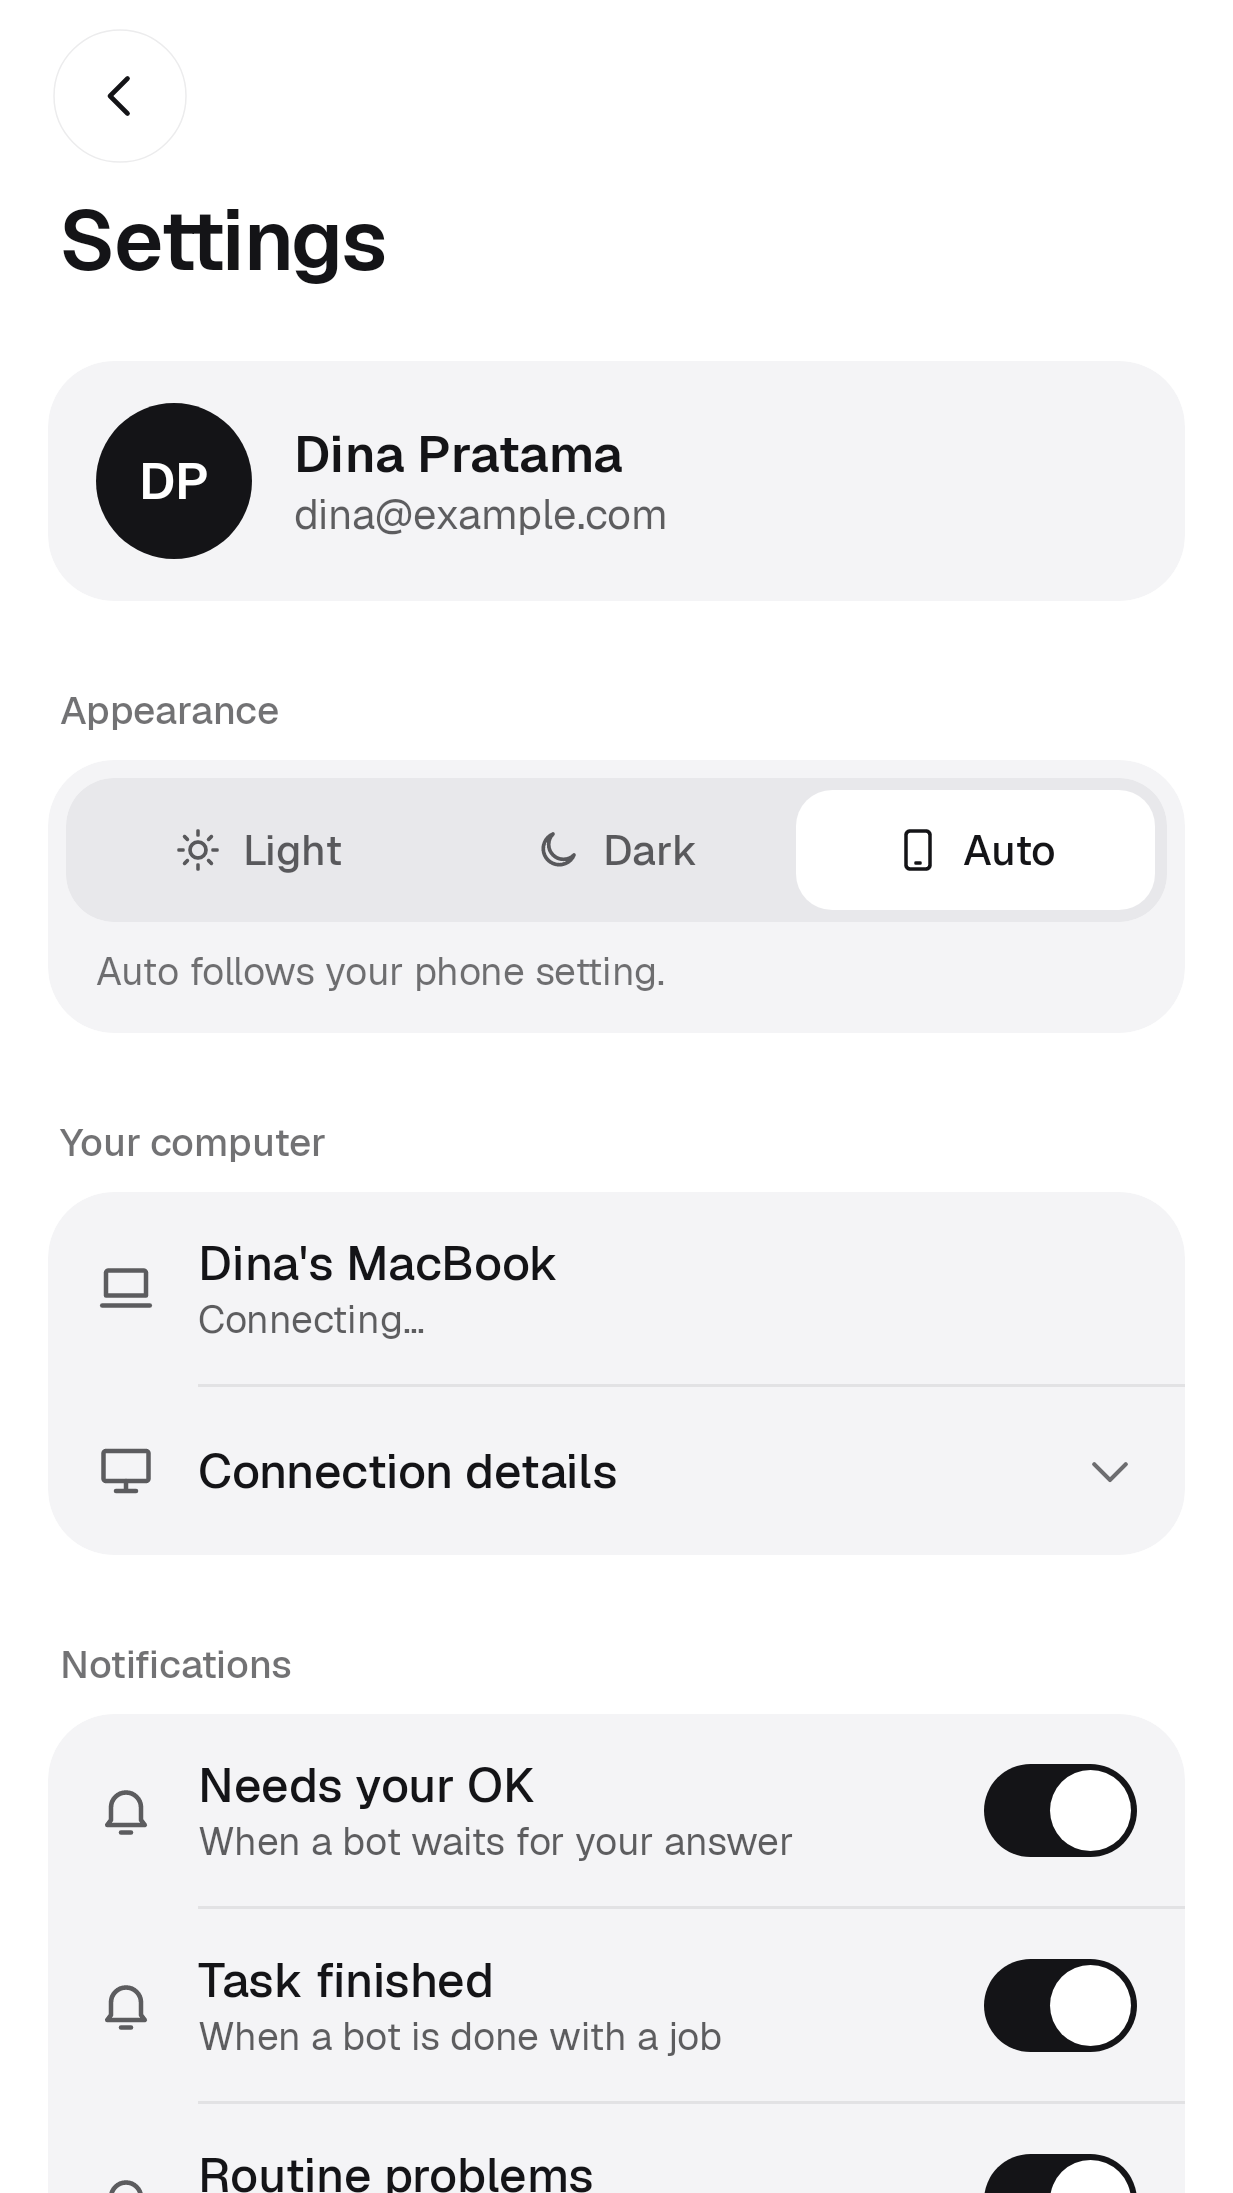 Settings
DP
Dina Pratama
dina@example.com
Appearance
Light
Dark
Auto
Auto follows your phone setting.
Your computer
Dina's MacBook
Connecting…
Connection details
Notifications
Needs your OK
When a bot waits for your answer
Task finished
When a bot is done with a job
Routine problems